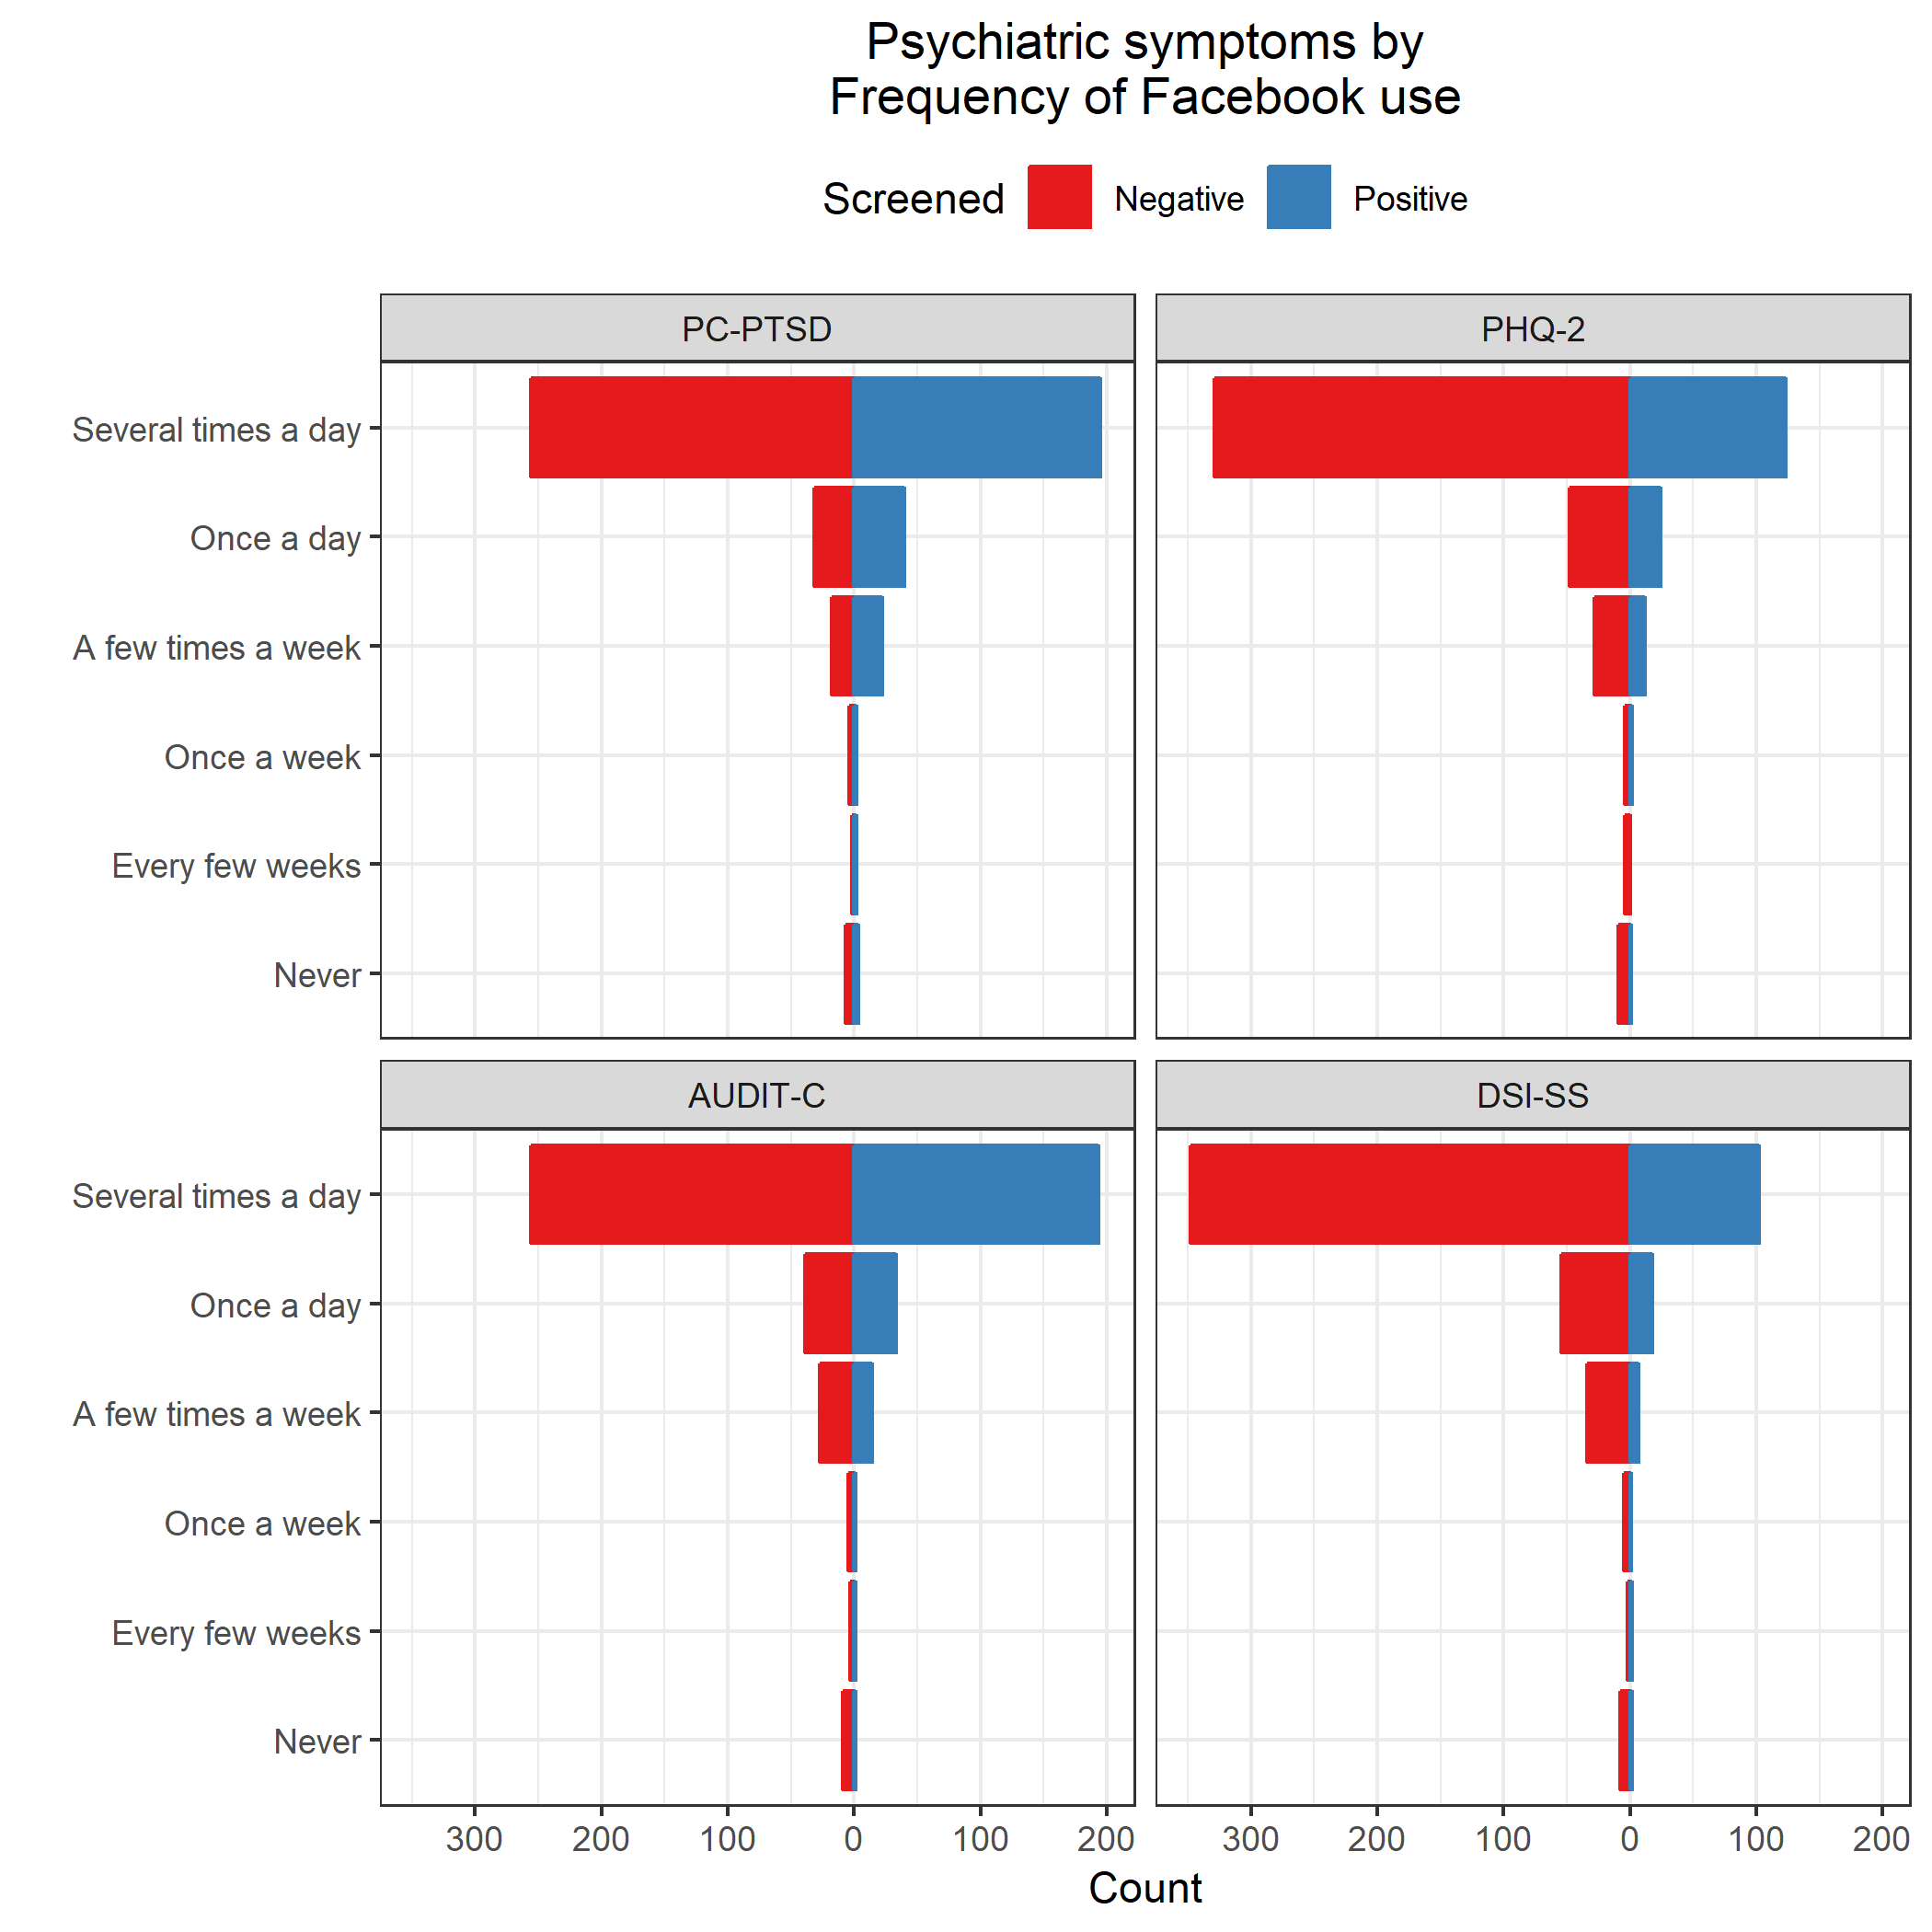 Psychiatric symptoms by
Frequency of Facebook use
Screened Negative Positive
PC-PTSD PHQ-2
Several times a day
Once a day
A few times a week
Once a week
Every few weeks
Never
AUDIT-C DSI-SS
Several times a day
Once a day
A few times a week
Once a week
Every few weeks
Never
300 200 100 0 100 200 300 200 100 0 100 200
Count